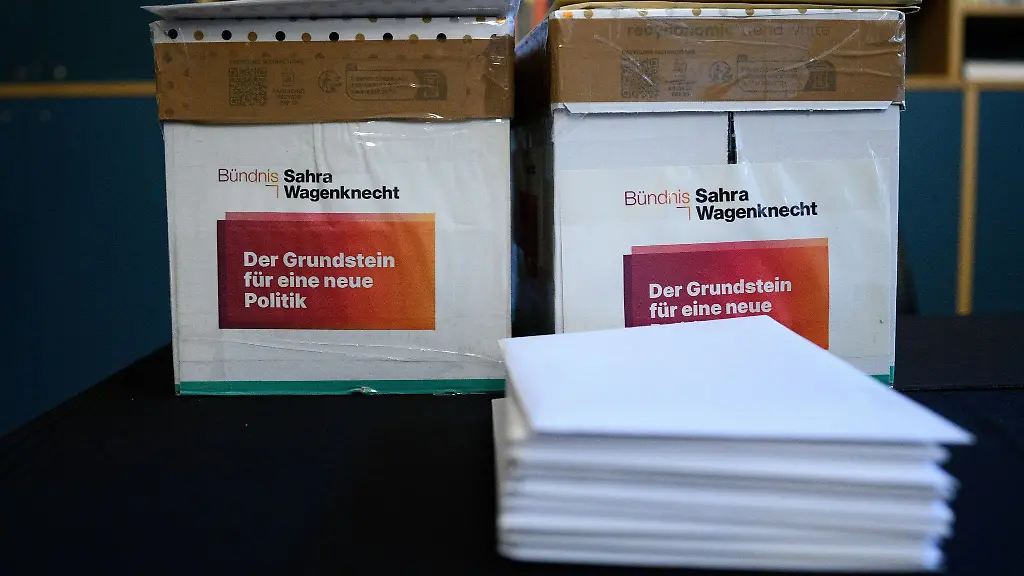 Bündnis Sahra
Wagenknecht
Der Grundstein
für eine neue
Politik
Bündnis Sahra
Wagenknecht
Der Grundstein
für eine neue